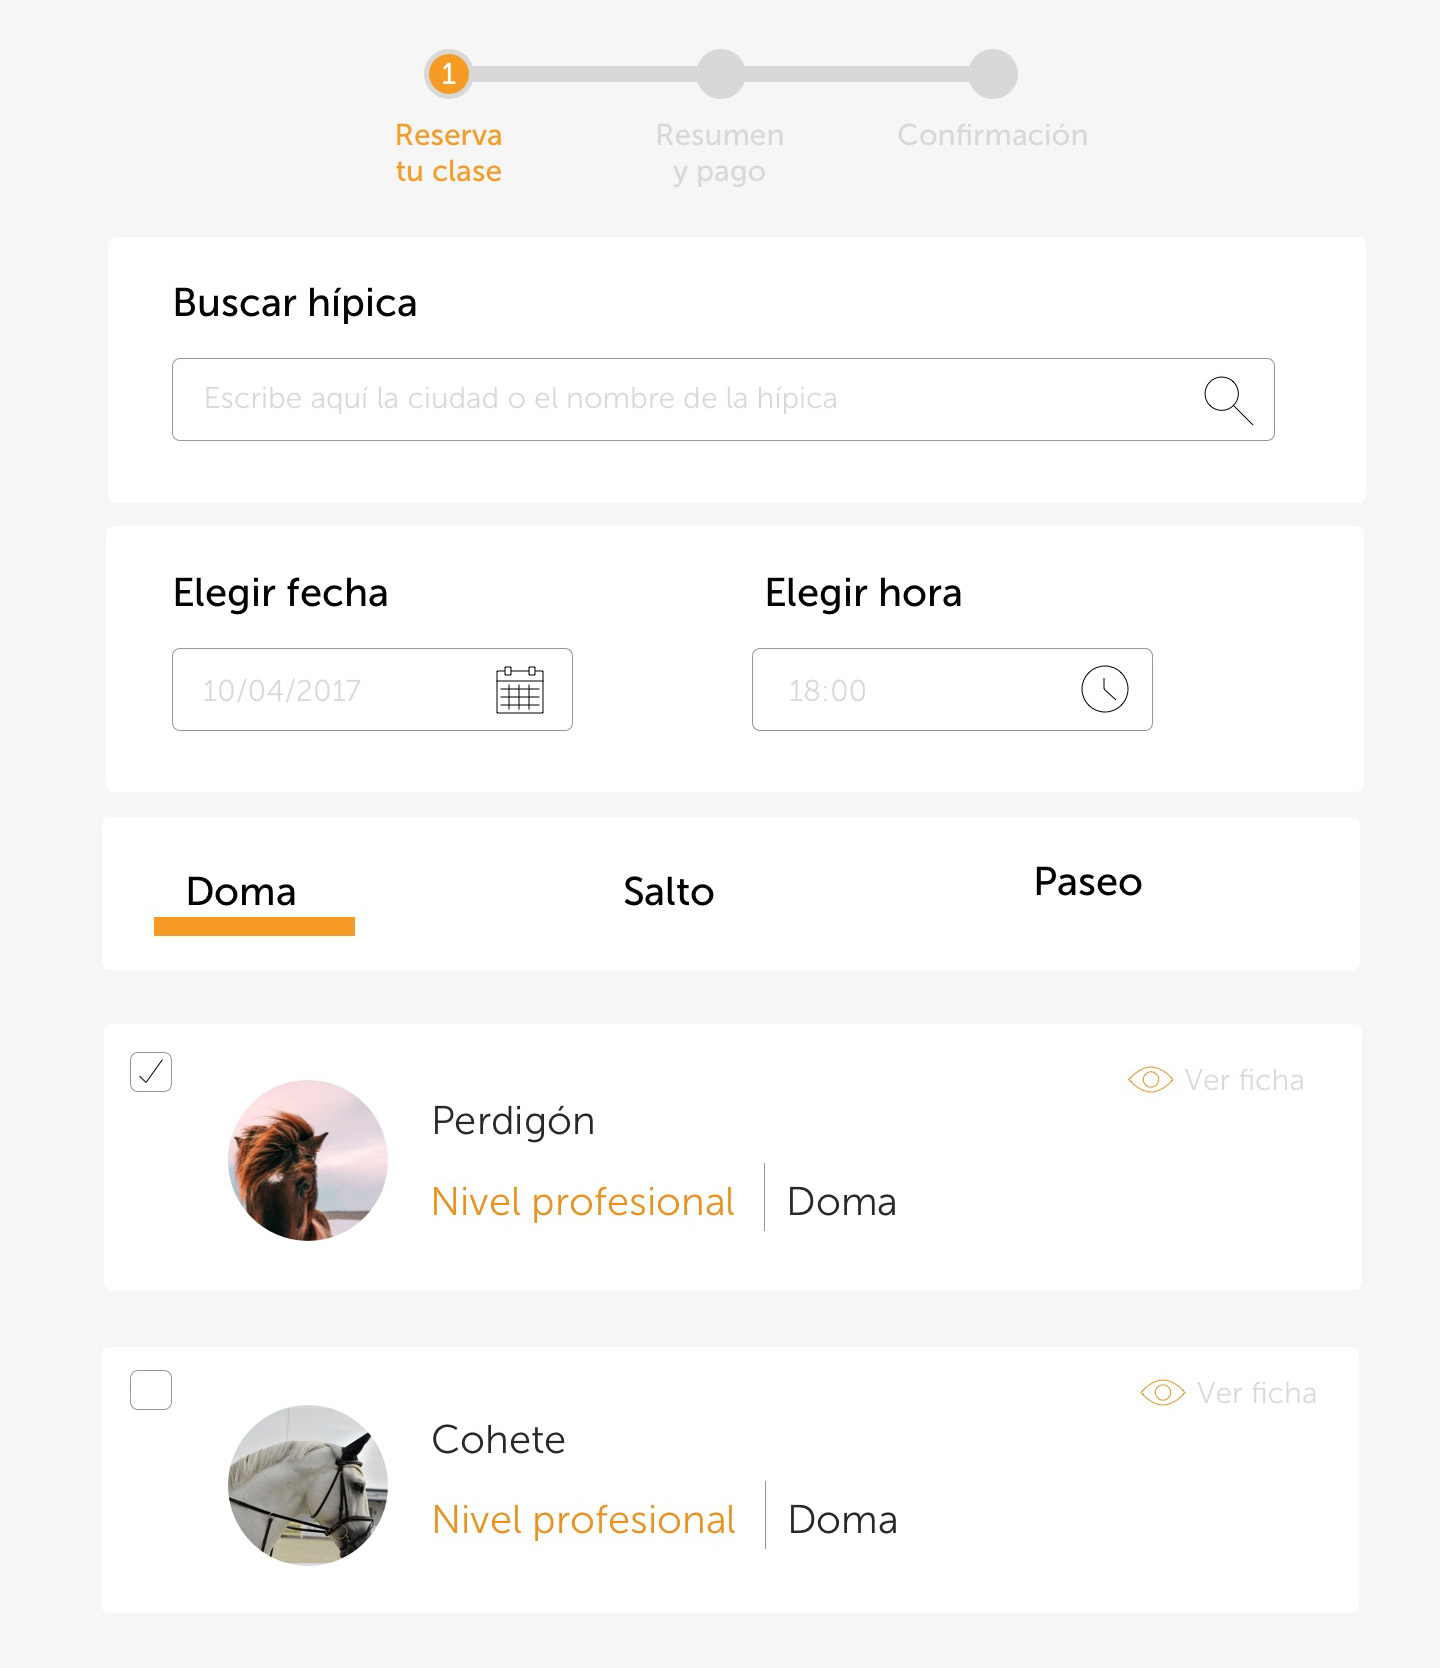 1
Reserva
tu clase
Resumen
y pago
Confirmación
Buscar hípica
Escribe aquí la ciudad o el nombre de la hípica
Elegir fecha
Elegir hora
10/04/2017
18:00
Doma
Salto
Paseo
Ver ficha
Perdigón
Nivel profesional
Doma
Ver ficha
Cohete
Nivel profesional
Doma